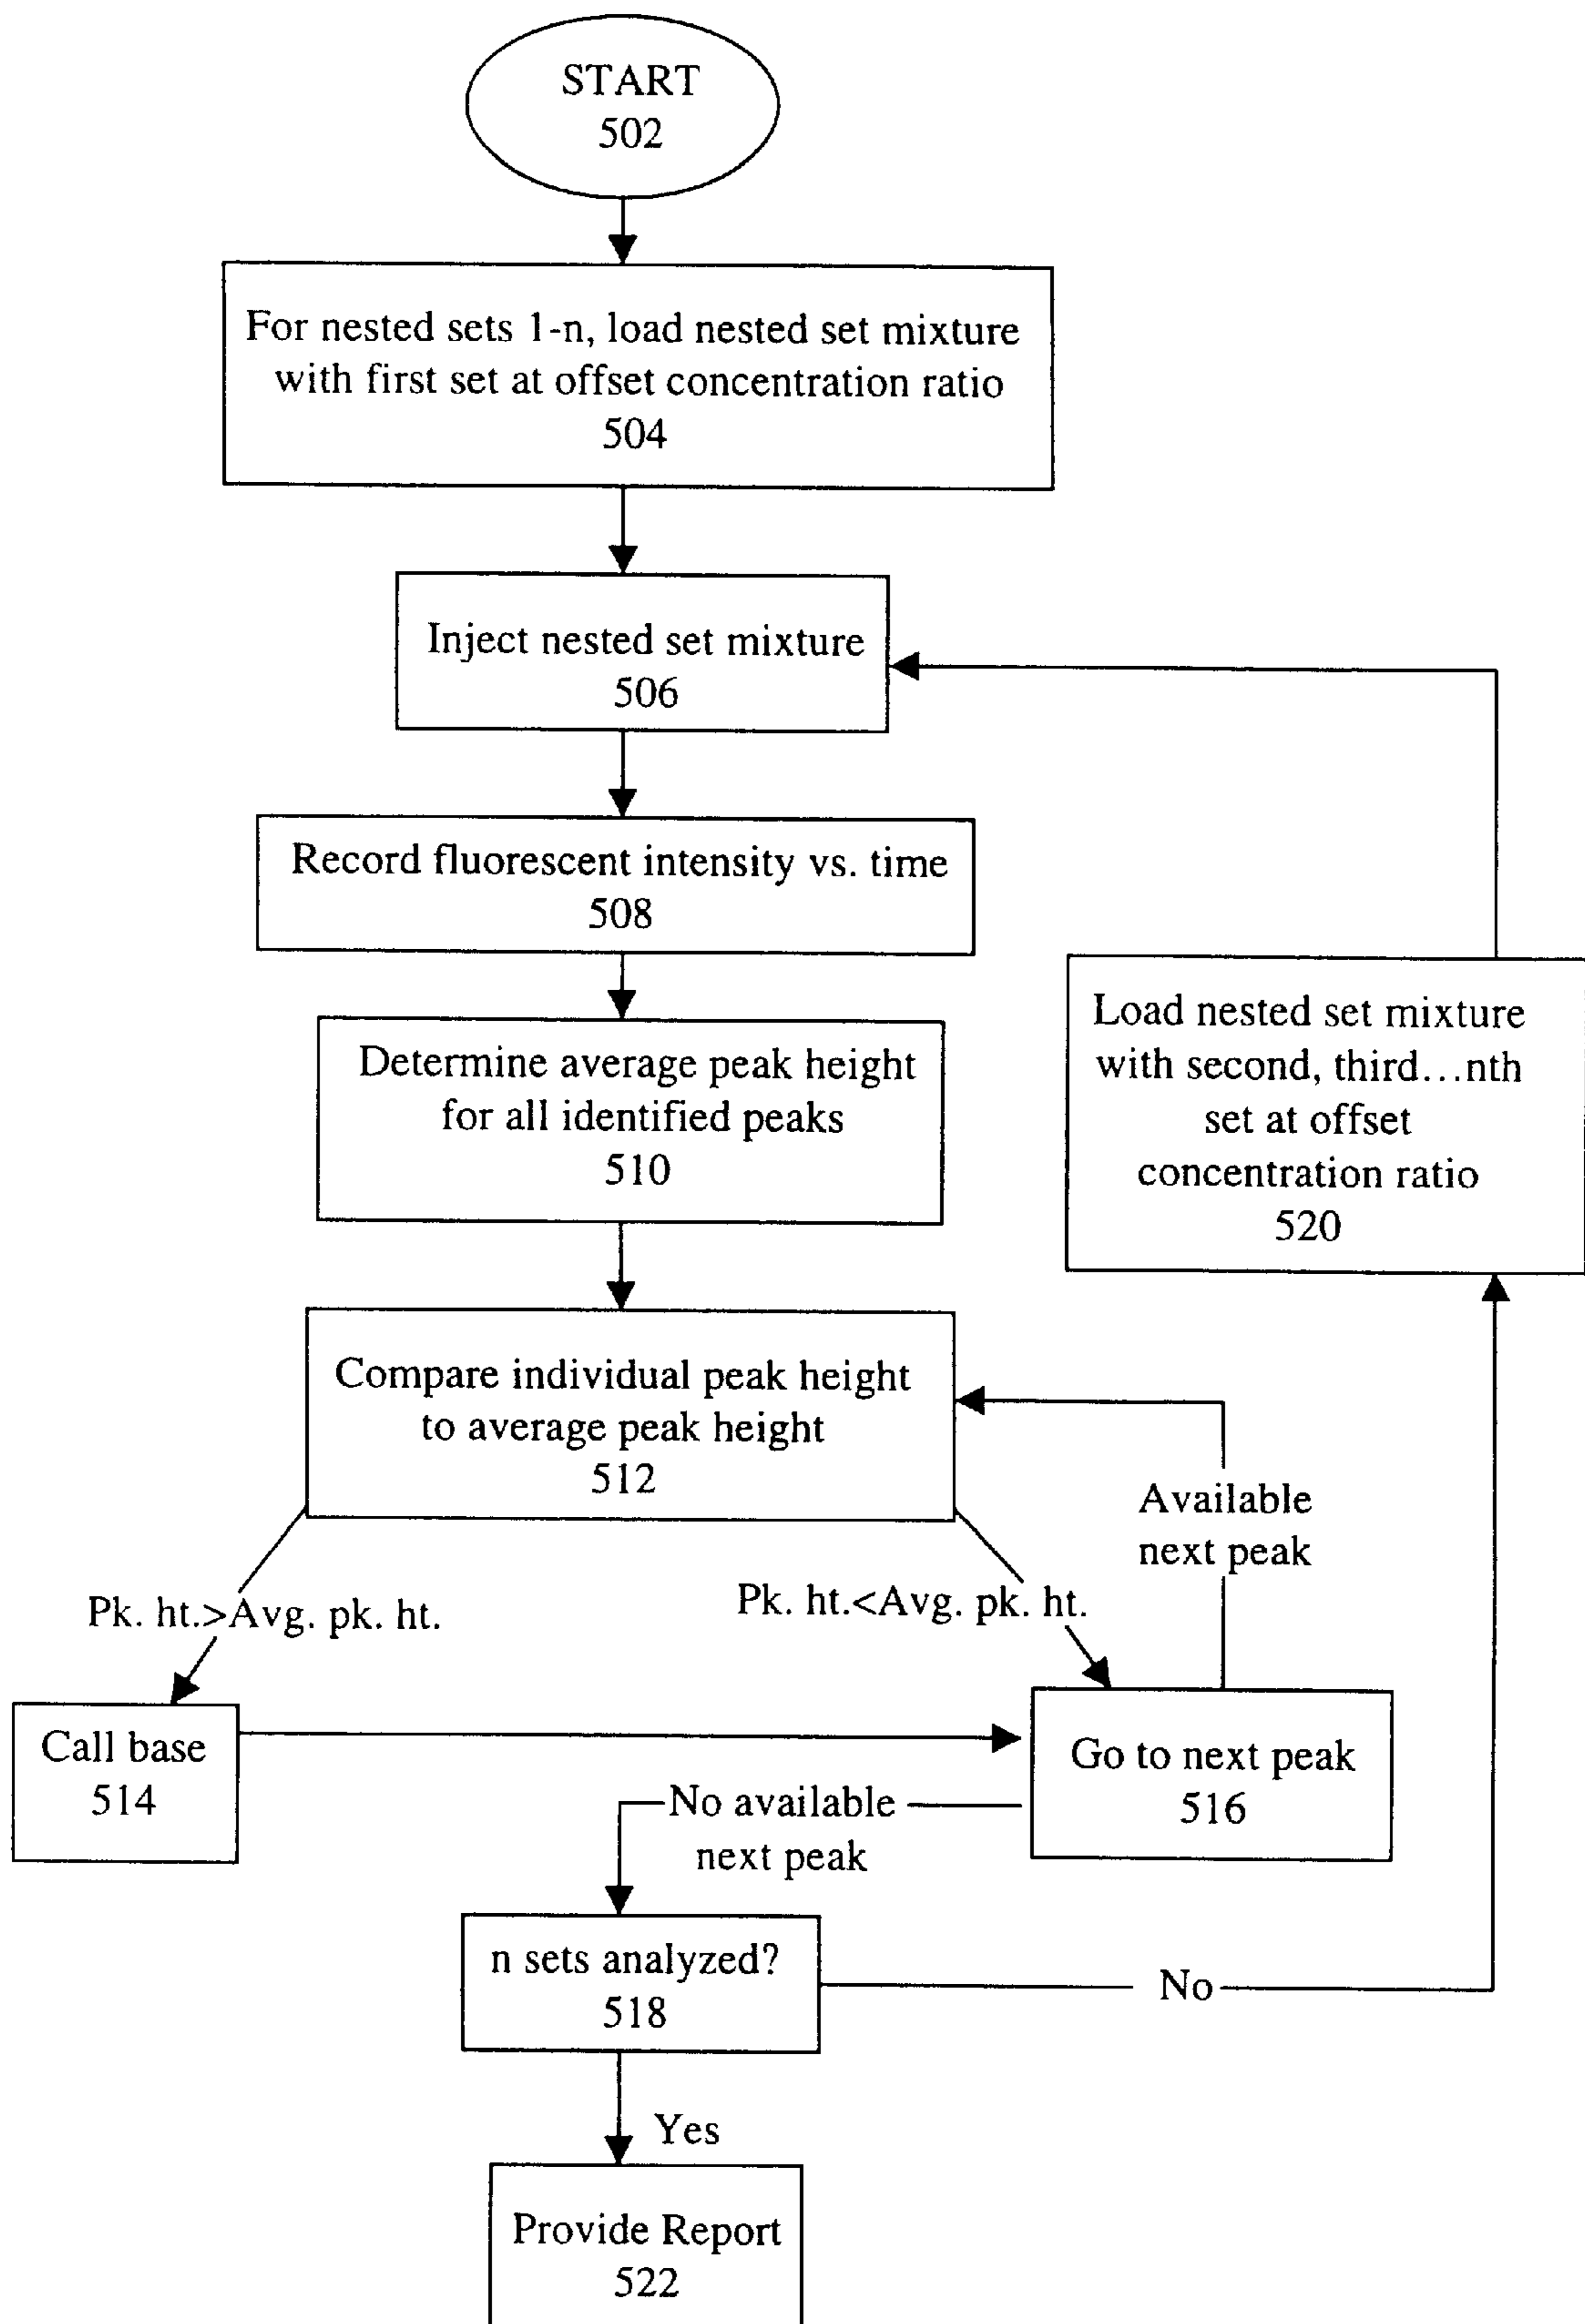 START
502
For nested sets 1-n, load nested set mixture
with first set at offset concentration ratio
504
Inject nested set mixture
506
Record fluorescent intensity vs. time
508
Determine average peak height
for all identified peaks
510
Load nested set mixture
with second, third...nth
set at offset
concentration ratio
520
Compare individual peak height
to average peak height
512
Available
next peak
Pk. ht.>Avg. pk. ht.
Pk. ht.<Avg. pk. ht.
Call base
514
Go to next peak
516
No available
next peak
n sets analyzed?
518
No
Yes
Provide Report
522